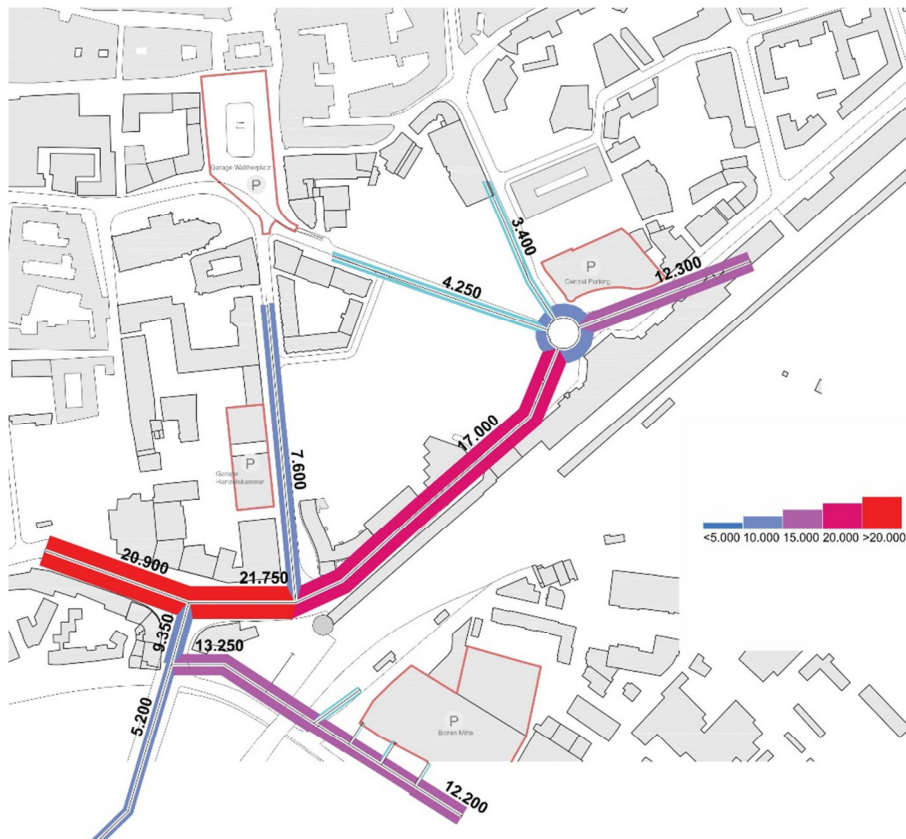 Garage Waltherplatz
P
3.400
P
Central Parking
12.300
4.250
17.000
7.600
P
Garage
Handelskammer
<5.000 10.000 15.000 20.000 >20.000
20.900
21.750
9.350
13.250
5.200
P
Bozen Mitte
12.200